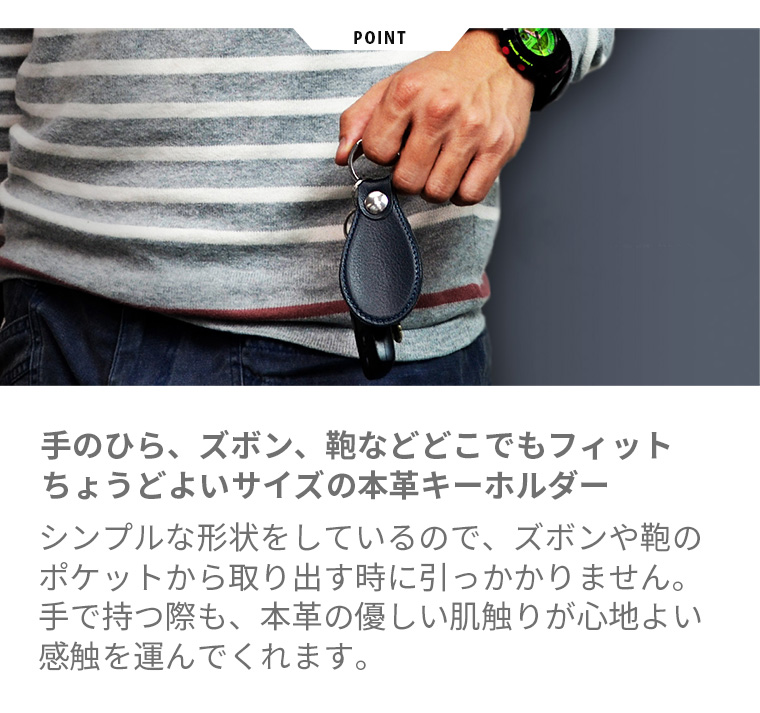 POINT
手のひら、ズボン、鞄などどこでもフィット
ちょうどよいサイズの本革キーホルダー
シンプルな形状をしているので、ズボンや鞄の
ポケットから取り出す時に引っかかりません。
手で持つ際も、本革の優しい肌触りが心地よい
感触を運んでくれます。